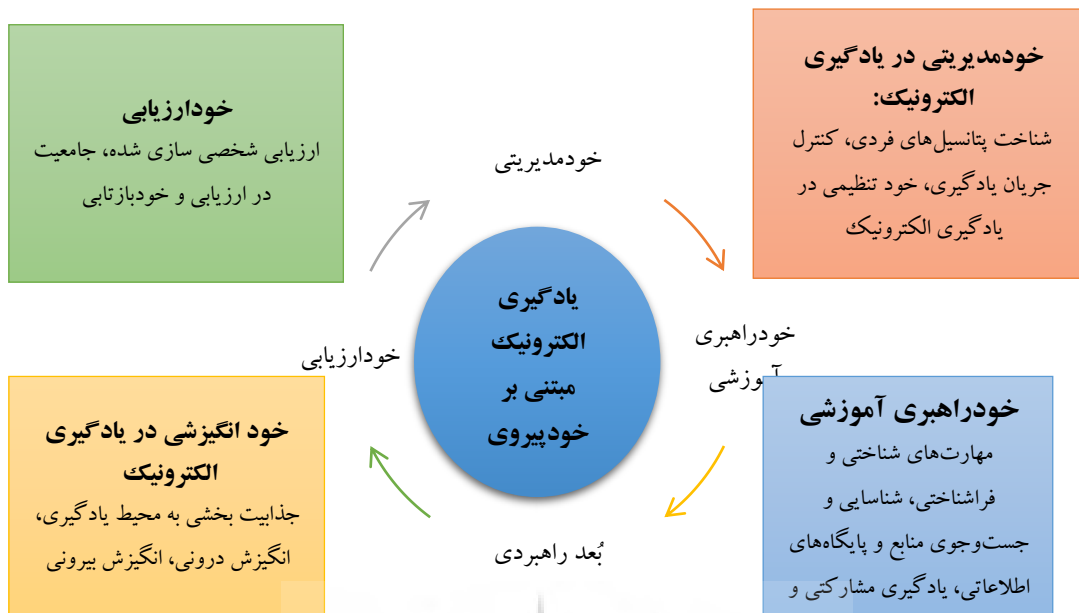 خودمدیریتی در یادگیری
الکترونیک:
شناخت پتانسیل‌های فردی، کنترل
جریان یادگیری، خود تنظیمی در
یادگیری الکترونیک
خودارزیابی
ارزیابی شخصی سازی شده، جامعیت
در ارزیابی و خودبازتابی
خودمدیریتی
یادگیری
الکترونیک
مبتنی بر
خودپیروی
خودراهبری
آموزشی
خودارزیابی
بُعد راهبردی
خودراهبری آموزشی
مهارت‌های شناختی و
فراشناختی، شناسایی و
جست‌وجوی منابع و پایگاه‌های
اطلاعاتی، یادگیری مشارکتی و
خود انگیزشی در یادگیری
الکترونیک
جذابیت بخشی به محیط یادگیری،
انگیزش درونی، انگیزش بیرونی